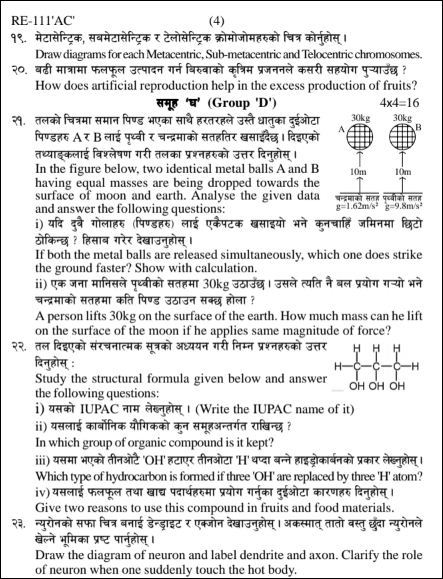 RE-111'AC' (4)
१९. मेटासेन्ट्रिक, सबमेटासेन्ट्रिक र टेलोसेन्ट्रिक क्रोमोजोमहरुको चित्र कोर्नुहोस् ।
Draw diagrams for each Metacentric, Sub-metacentric and Telocentric chromosomes.
२०. बढी मात्रामा फलफूल उत्पादन गर्न बिरुवाको कृत्रिम प्रजननले कसरी सहयोग पुऱ्याउँछ ?
How does artificial reproduction help in the excess production of fruits?
समूह 'घ' (Group 'D') 4x4=16
२१. तलको चित्रमा समान पिण्ड भएका साथै हरतरहले उस्तै धातुका दुईओटा
पिण्डहरु A र B लाई पृथ्वी र चन्द्रमाको सतहतिर खसाइँदैछ । दिइएको
तथ्याङ्कलाई विश्लेषण गरी तलका प्रश्नहरुको उत्तर दिनुहोस् ।
In the figure below, two identical metal balls A and B
having equal masses are being dropped towards the
surface of moon and earth. Analyse the given data
and answer the following questions:
30kg 30kg
A B
10m 10m
चन्द्रमाको सतह पृथ्वीको सतह
g=1.62m/s² g=9.8m/s²
i) यदि दुवै गोलाहरु (पिण्डहरु) लाई एकैपटक खसाइयो भने कुनचाहिँ जमिनमा छिटो
ठोकिन्छ ? हिसाब गरेर देखाउनुहोस् ।
If both the metal balls are released simultaneously, which one does strike
the ground faster? Show with calculation.
ii) एक जना मानिसले पृथ्वीको सतहमा 30kg उठाउँछ । उसले त्यति नै बल प्रयोग गऱ्यो भने
चन्द्रमाको सतहमा कति पिण्ड उठाउन सक्छ होला ?
A person lifts 30kg on the surface of the earth. How much mass can he lift
on the surface of the moon if he applies same magnitude of force?
२२. तल दिइएको संरचनात्मक सूत्रको अध्ययन गरी निम्न प्रश्नहरुको उत्तर
दिनुहोस् :
Study the structural formula given below and answer
the following questions:
H H H
H-C-C-C-H
OH OH OH
i) यसको IUPAC नाम लेख्नुहोस् । (Write the IUPAC name of it)
ii) यसलाई कार्बोनिक यौगिकको कुन समूहअन्तर्गत राखिन्छ ?
In which group of organic compound is it kept?
iii) यसमा भएको तीनओटै 'OH' हटाएर तीनओटा 'H' थप्दा बन्ने हाइड्रोकार्बनको प्रकार लेख्नुहोस् ।
Which type of hydrocarbon is formed if three 'OH' are replaced by three 'H' atom?
iv) यसलाई फलफूल तथा खाद्य पदार्थहरुमा प्रयोग गर्नुका दुईओटा कारणहरु दिनुहोस् ।
Give two reasons to use this compound in fruits and food materials.
२३. न्युरोनको सफा चित्र बनाई डेन्ड्राइट र एक्जोन देखाउनुहोस् । अकस्मात् तातो वस्तु छुँदा न्युरोनले
खेल्ने भूमिका प्रष्ट पार्नुहोस् ।
Draw the diagram of neuron and label dendrite and axon. Clarify the role
of neuron when one suddenly touch the hot body.